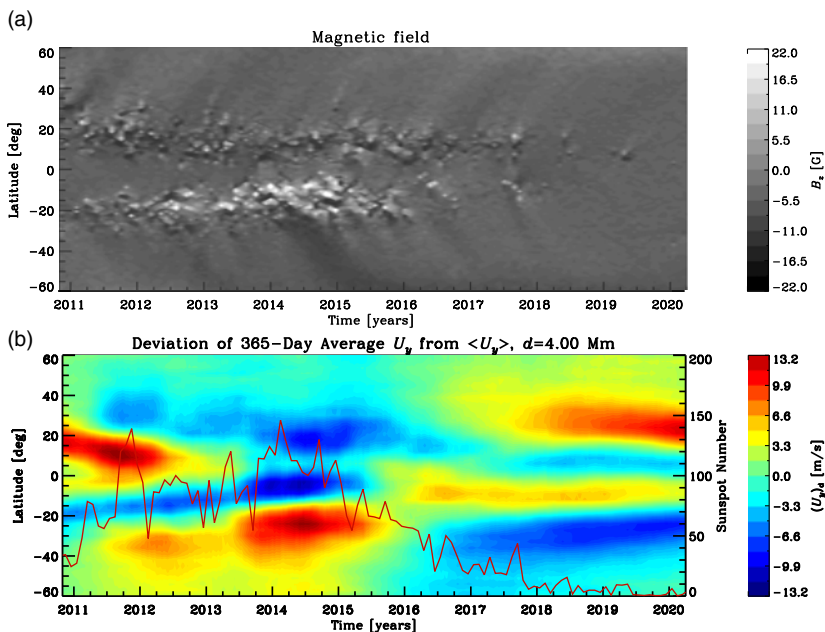 (a)
Magnetic field
60
40
20
0
−20
−40
−60
Latitude [deg]
2011 2012 2013 2014 2015 2016 2017 2018 2019 2020
Time [years]
22.0
16.5
11.0
5.5
0.0
−5.5
−11.0
−16.5
−22.0
Bz [G]
(b)
Deviation of 365-Day Average Uy from <Uy>, d=4.00 Mm
60
40
20
0
−20
−40
−60
Latitude [deg]
2011 2012 2013 2014 2015 2016 2017 2018 2019 2020
Time [years]
200
150
100
50
0
Sunspot Number
13.2
9.9
6.6
3.3
0.0
−3.3
−6.6
−9.9
−13.2
(Uy)d [m/s]